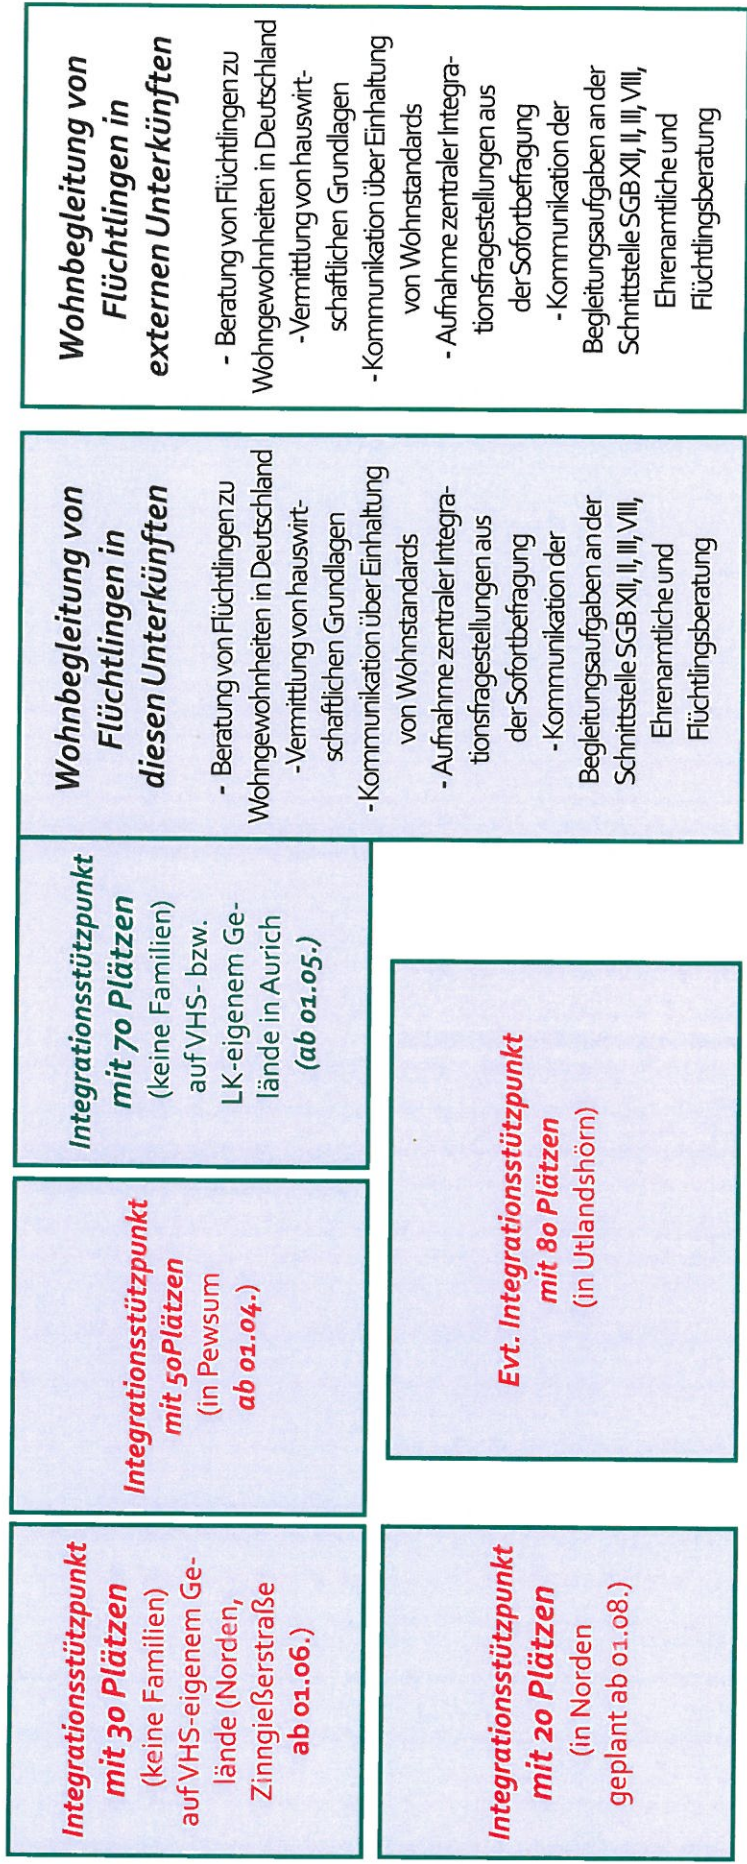 Integrationsstützpunkt
mit 30 Plätzen
(keine Familien)
auf VHS-eigenem Ge-
lände (Norden,
Zinngießerstraße
ab 01.06.)
Integrationsstützpunkt
mit 50Plätzen
(in Pewsum
ab 01.04.)
Integrationsstützpunkt
mit 70 Plätzen
(keine Familien)
auf VHS- bzw.
LK-eigenem Ge-
lände in Aurich
(ab 01.05.)
Wohnbegleitung von
Flüchtlingen in
diesen Unterkünften
- Beratung von Flüchtlingen zu
Wohngewohnheiten in Deutschland
-Vermittlung von hauswirt-
schaftlichen Grundlagen
-Kommunikation über Einhaltung
von Wohnstandards
- Aufnahme zentraler Integra-
tionsfragestellungen aus
der Sofortbefragung
- Kommunikation der
Begleitungsaufgaben an der
Schnittstelle SGB XII, II, III, VIII,
Ehrenamtliche und
Flüchtlingsberatung
Wohnbegleitung von
Flüchtlingen in
externen Unterkünften
- Beratung von Flüchtlingen zu
Wohngewohnheiten in Deutschland
-Vermittlung von hauswirt-
schaftlichen Grundlagen
-Kommunikation über Einhaltung
von Wohnstandards
- Aufnahme zentraler Integra-
tionsfragestellungen aus
der Sofortbefragung
- Kommunikation der
Begleitungsaufgaben an der
Schnittstelle SGB XII, II, III, VIII,
Ehrenamtliche und
Flüchtlingsberatung
Integrationsstützpunkt
mit 20 Plätzen
(in Norden
geplant ab 01.08.)
Evt. Integrationsstützpunkt
mit 80 Plätzen
(in Utlandshörn)